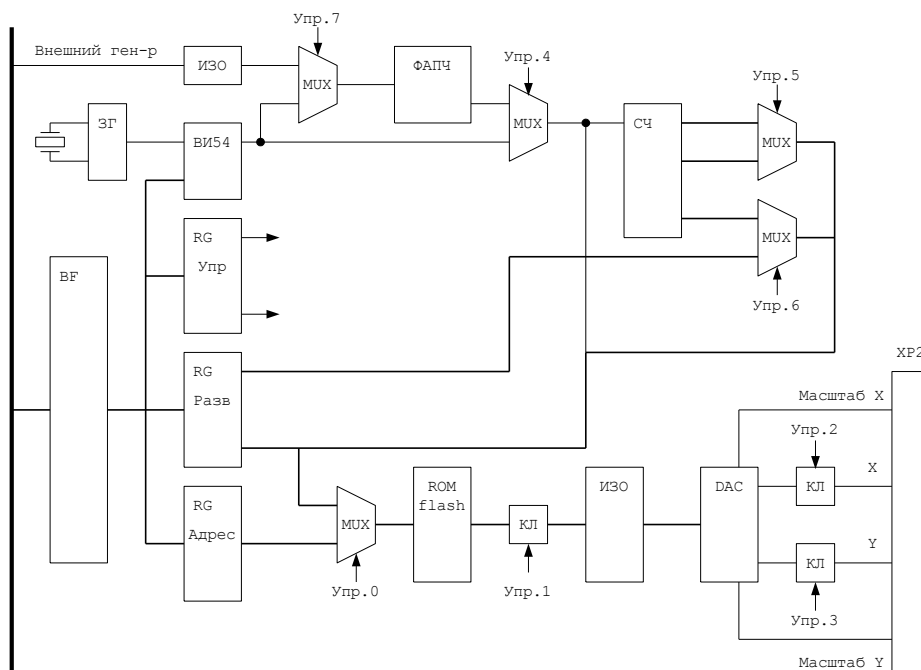 Упр.7
Внешний ген-р
ИЗО
MUX
ФАПЧ
Упр.4
MUX
Упр.5
ЗГ
ВИ54
СЧ
MUX
RG
Упр
MUX
Упр.6
BF
RG
Разв
XP2
Масштаб X
Упр.2
RG
Адрес
MUX
Упр.0
ROM
flash
КЛ
Упр.1
ИЗО
DAC
КЛ
X
КЛ
Y
Упр.3
Масштаб Y